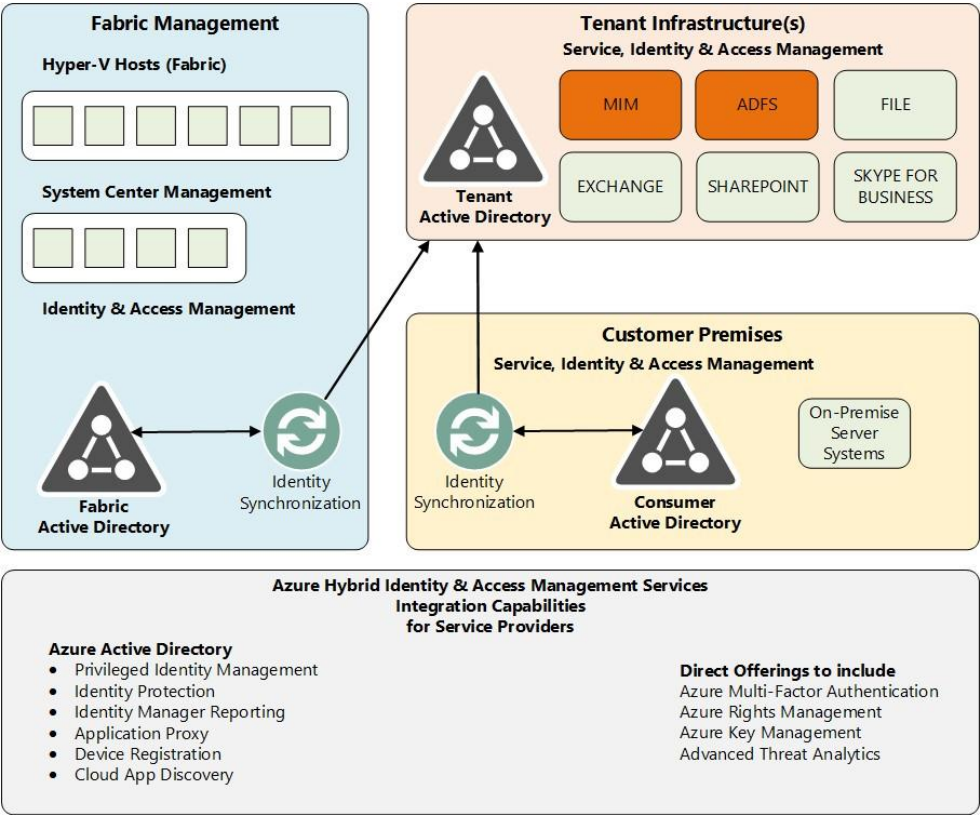 Fabric Management
Hyper-V Hosts (Fabric)
System Center Management
Identity & Access Management
Fabric
Active Directory
Identity
Synchronization
Tenant Infrastructure(s)
Service, Identity & Access Management
Tenant
Active Directory
MIM
ADFS
FILE
EXCHANGE
SHAREPOINT
SKYPE FOR
BUSINESS
Customer Premises
Service, Identity & Access Management
Identity
Synchronization
Consumer
Active Directory
On-Premise
Server
Systems
Azure Hybrid Identity & Access Management Services
Integration Capabilities
for Service Providers
Azure Active Directory
• Privileged Identity Management
• Identity Protection
• Identity Manager Reporting
• Application Proxy
• Device Registration
• Cloud App Discovery
Direct Offerings to include
Azure Multi-Factor Authentication
Azure Rights Management
Azure Key Management
Advanced Threat Analytics